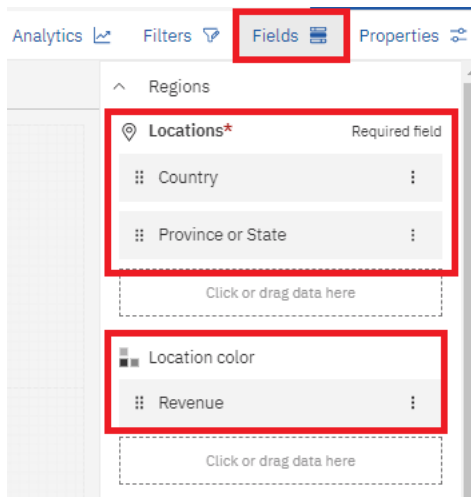 Analytics Filters Fields Properties
Regions
Locations* Required field
Country
Province or State
Click or drag data here
Location color
Revenue
Click or drag data here